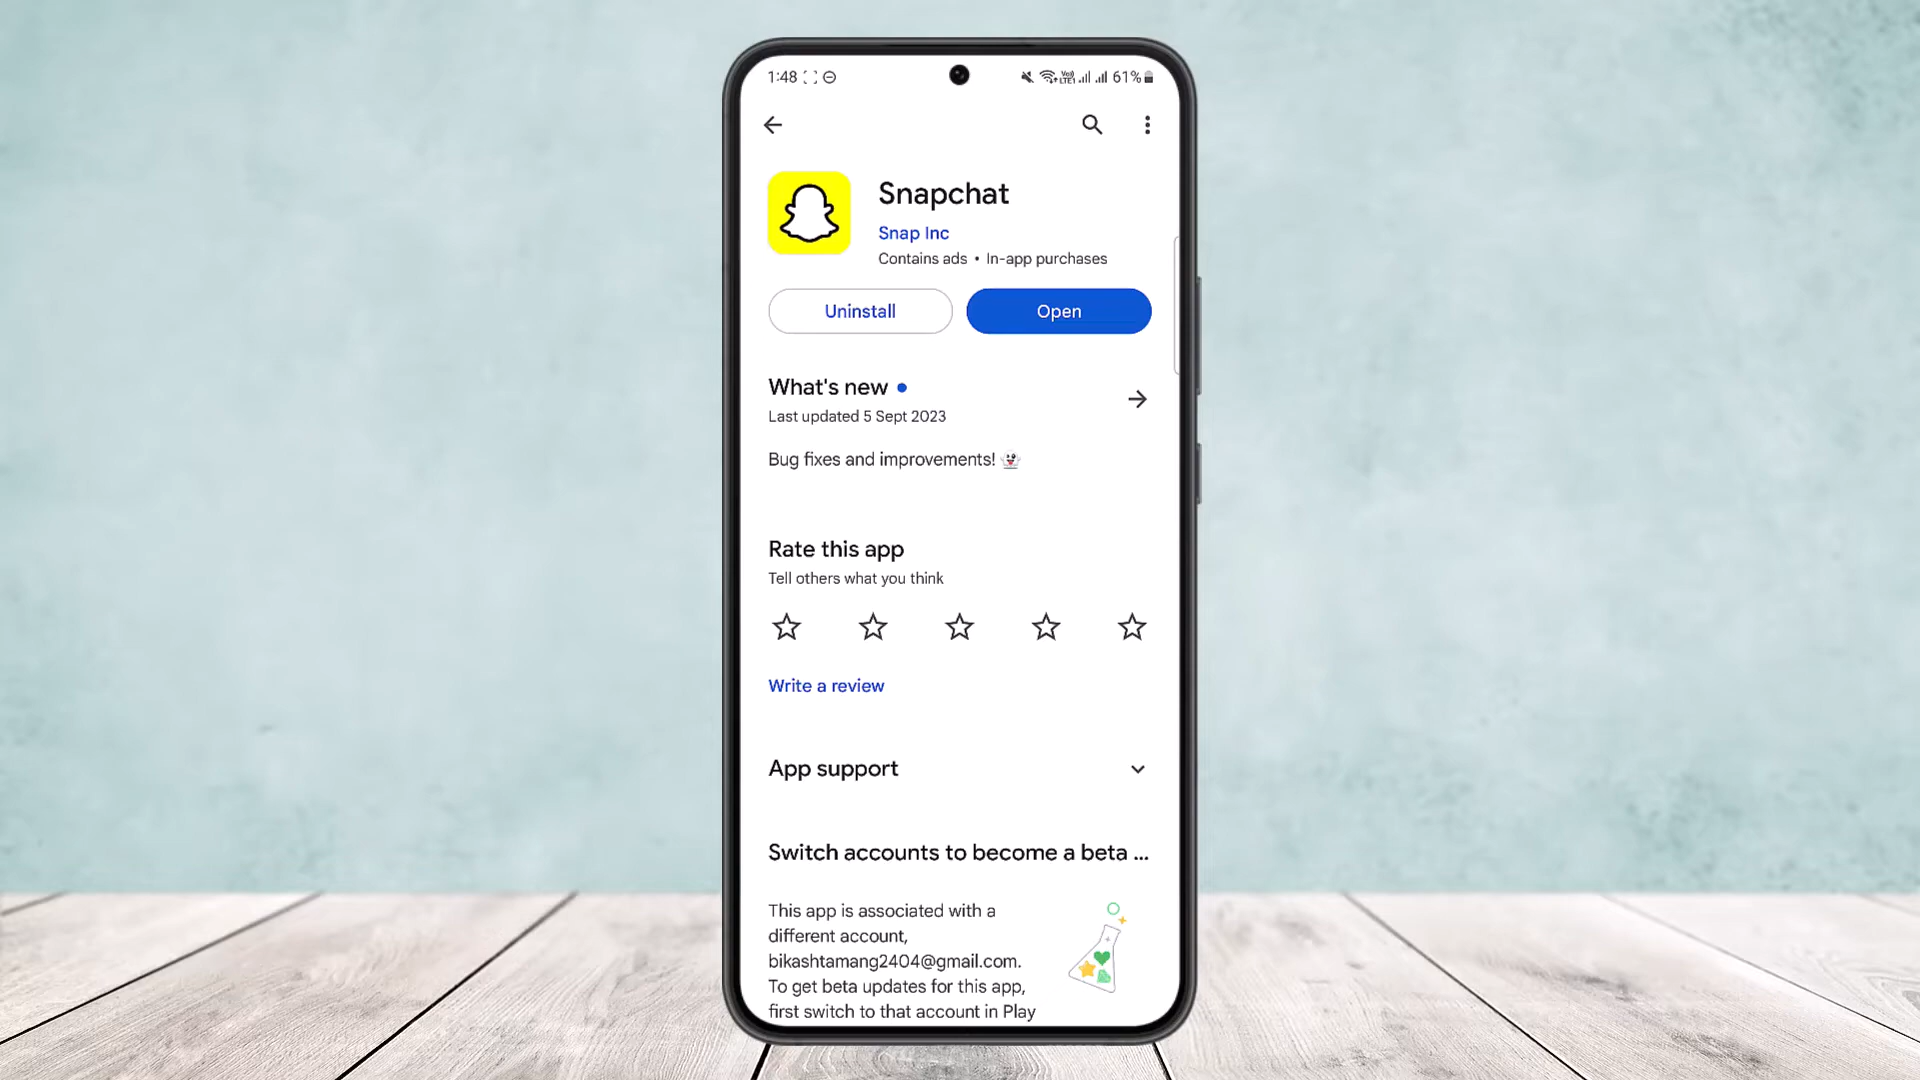 1:48 61%
Snapchat
Snap Inc
Contains ads • In-app purchases
Uninstall Open
What's new
Last updated 5 Sept 2023
Bug fixes and improvements! 👻
Rate this app
Tell others what you think
Write a review
App support
Switch accounts to become a beta ...
This app is associated with a
different account,
bikashtamang2404@gmail.com.
To get beta updates for this app,
first switch to that account in Play